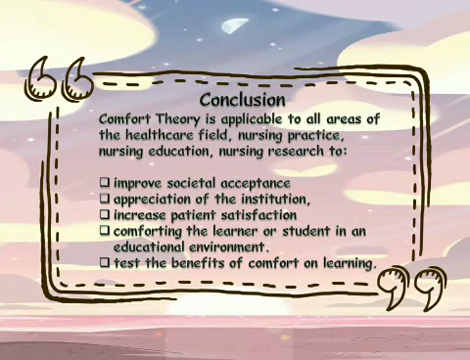 Conclusion
Comfort Theory is applicable to all areas of
the healthcare field, nursing practice,
nursing education, nursing research to:
❑ improve societal acceptance
❑ appreciation of the institution,
❑ increase patient satisfaction
❑ comforting the learner or student in an
educational environment.
❑ test the benefits of comfort on learning.